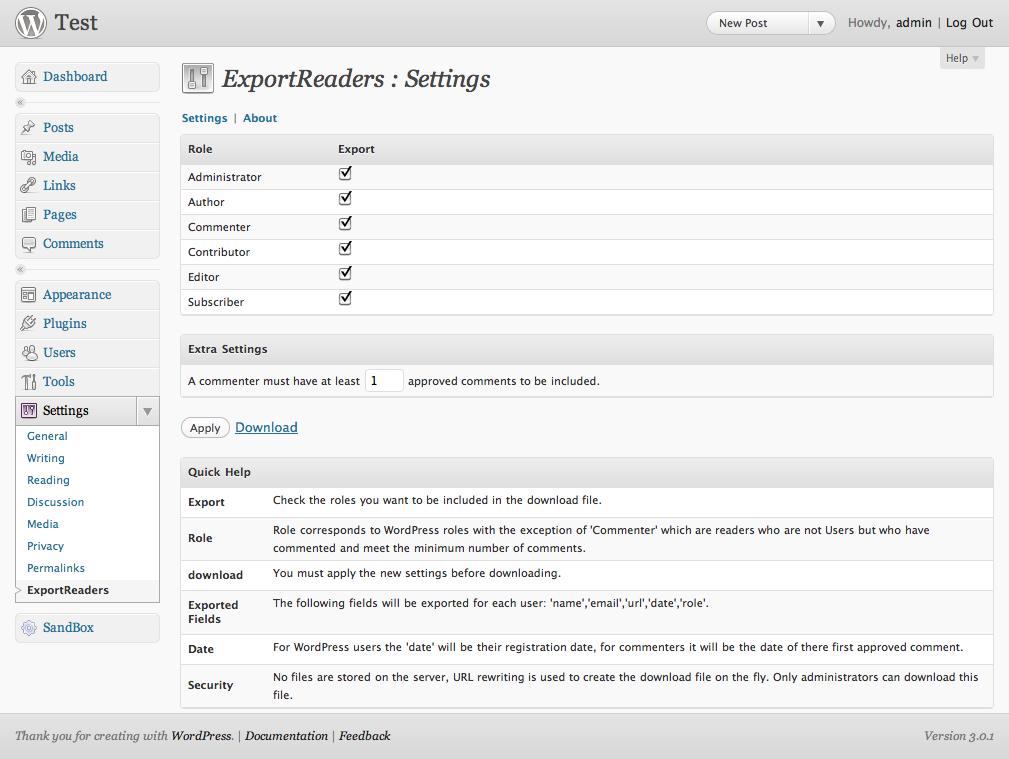 Test
New Post
Howdy, admin | Log Out
Help
Dashboard
Posts
Media
Links
Pages
Comments
Appearance
Plugins
Users
Tools
Settings
General
Writing
Reading
Discussion
Media
Privacy
Permalinks
ExportReaders
SandBox
ExportReaders : Settings
Settings | About
Role Export
Administrator
Author
Commenter
Contributor
Editor
Subscriber
Extra Settings
A commenter must have at least 1 approved comments to be included.
Apply Download
Quick Help
Export Check the roles you want to be included in the download file.
Role Role corresponds to WordPress roles with the exception of 'Commenter' which are readers who are not Users but who have
commented and meet the minimum number of comments.
download You must apply the new settings before downloading.
Exported
Fields
The following fields will be exported for each user: 'name','email','url','date','role'.
Date For WordPress users the 'date' will be their registration date, for commenters it will be the date of there first approved comment.
Security No files are stored on the server, URL rewriting is used to create the download file on the fly. Only administrators can download this
file.
Thank you for creating with WordPress. | Documentation | Feedback
Version 3.0.1